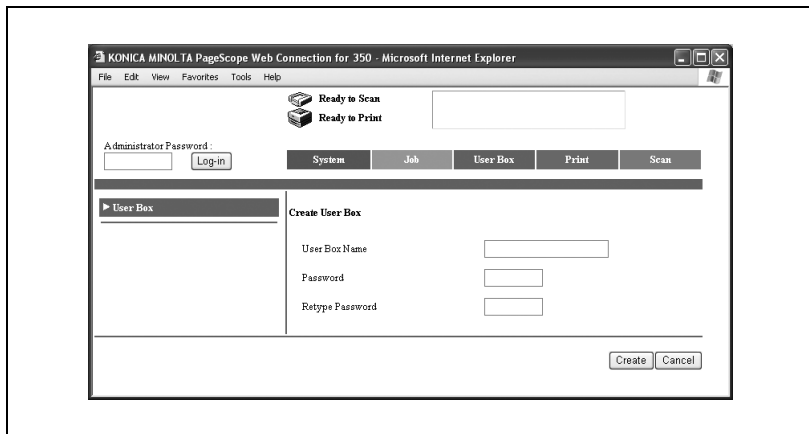 KONICA MINOLTA PageScope Web Connection for 350 - Microsoft Internet Explorer
File Edit View Favorites Tools Help
Ready to Scan
Ready to Print
Administrator Password :
Log-in
System Job User Box Print Scan
User Box
Create User Box
User Box Name
Password
Retype Password
Create Cancel